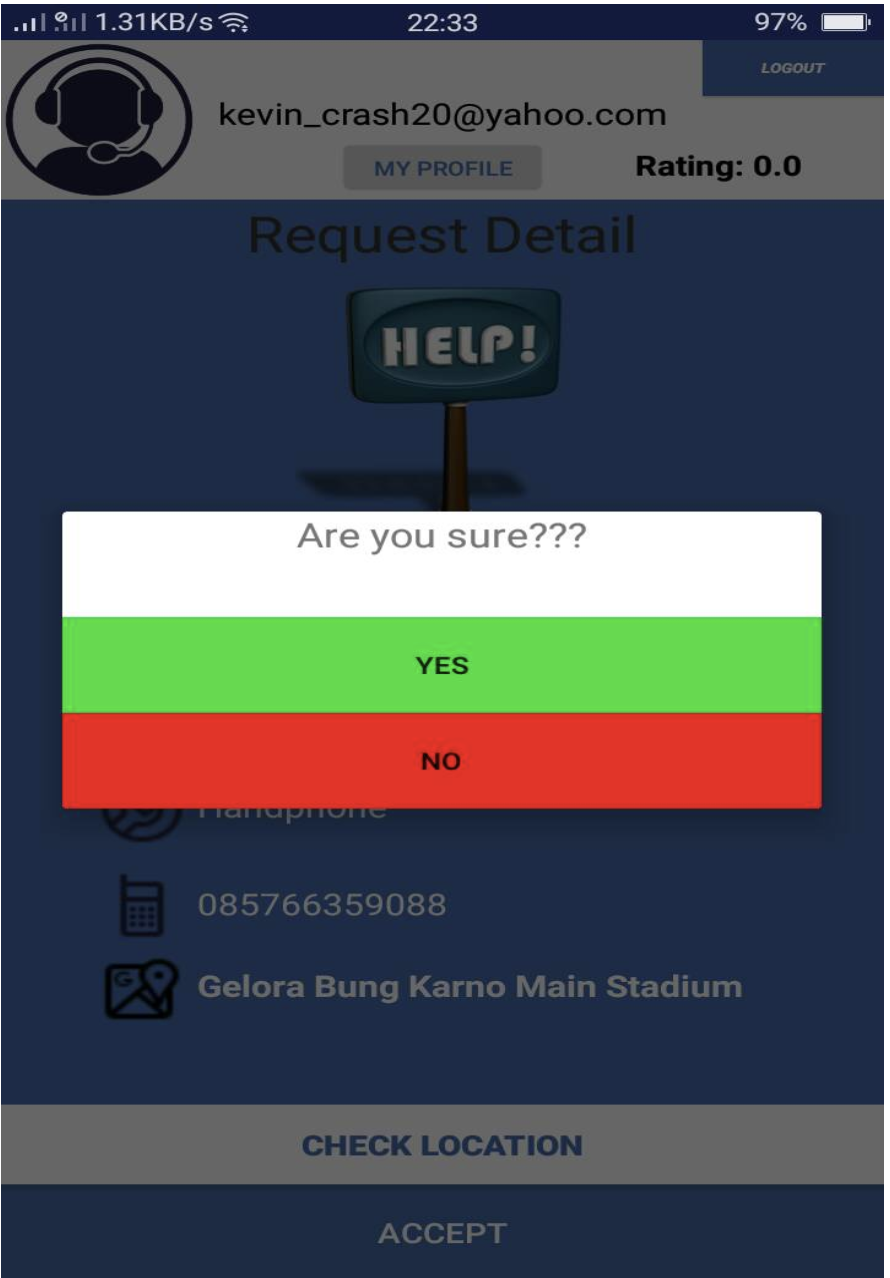 1.31KB/s 22:33 97%
LOGOUT
kevin_crash20@yahoo.com
MY PROFILE Rating: 0.0
Request Detail
HELP!
Are you sure???
YES
NO
Handphone
085766359088
G
Gelora Bung Karno Main Stadium
CHECK LOCATION
ACCEPT